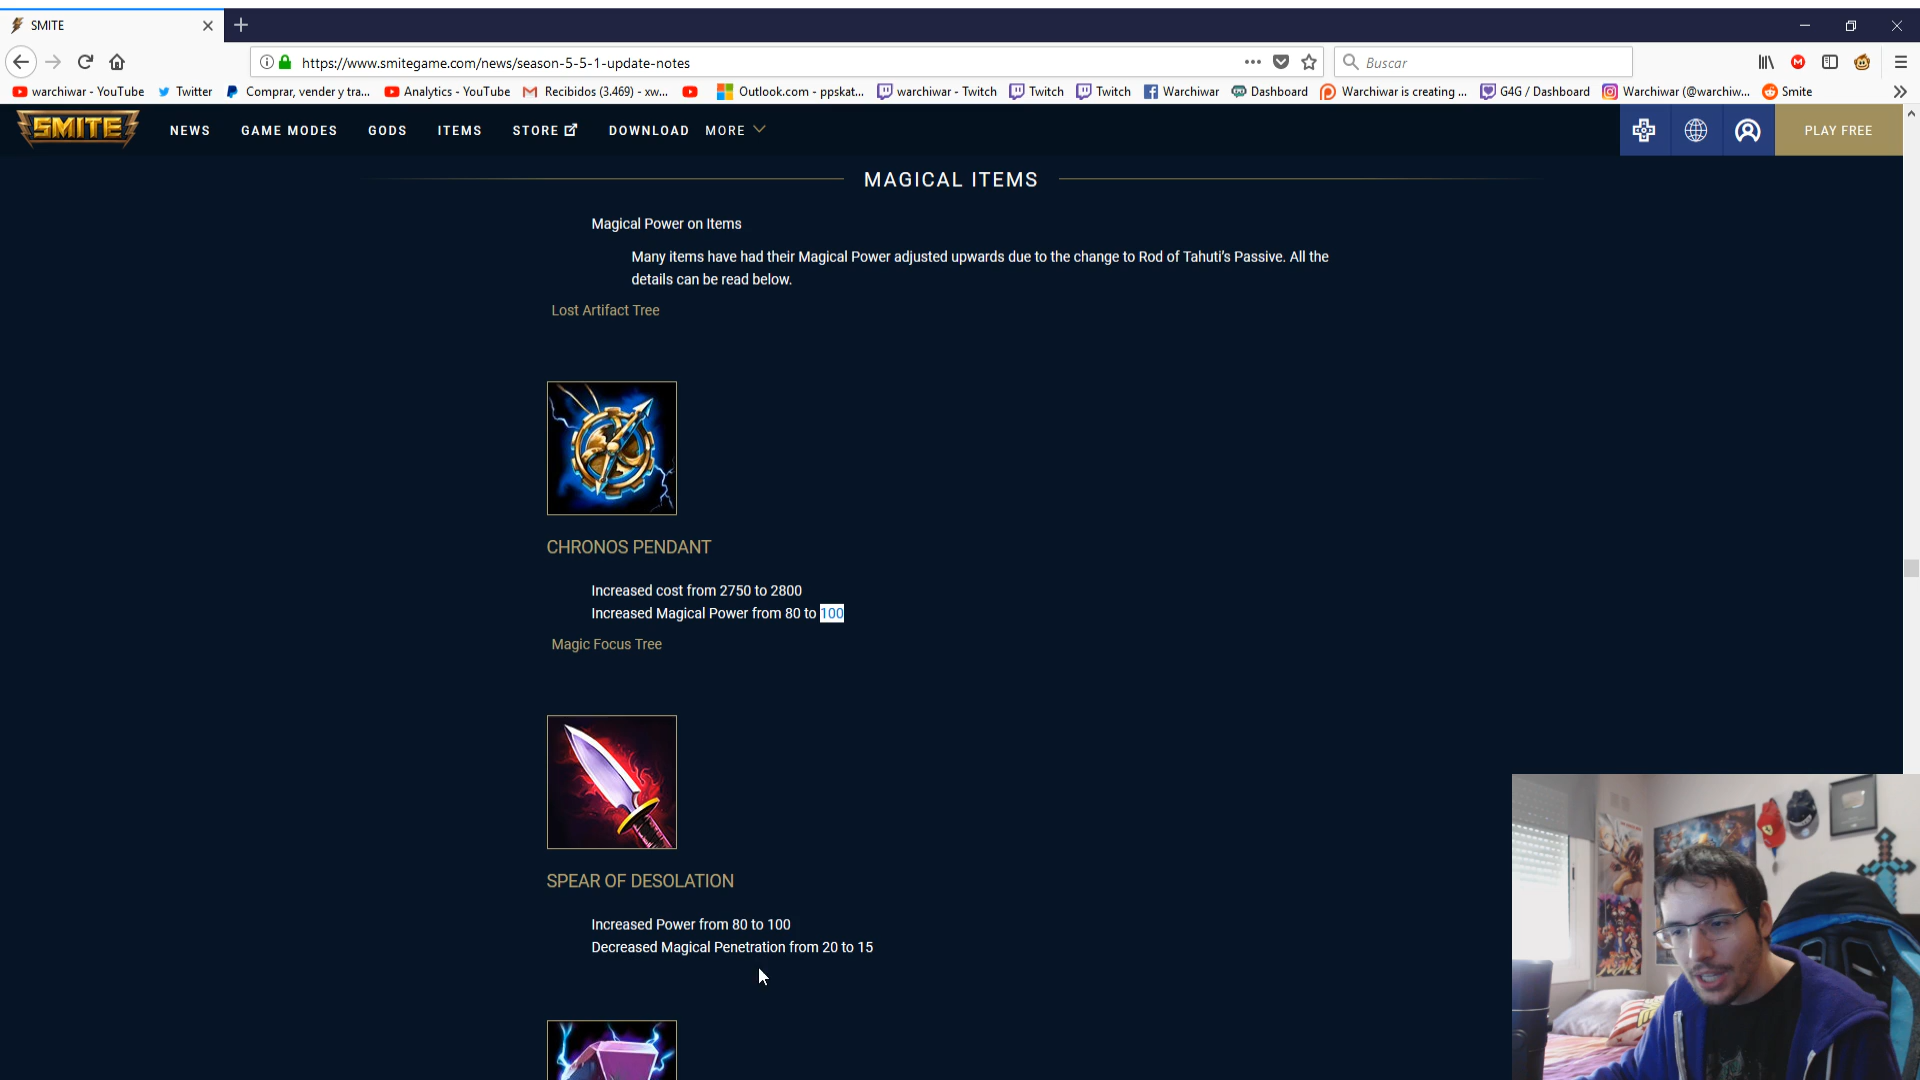 SMITE
https://www.smitegame.com/news/season-5-5-1-update-notes
Buscar
warchiwar - YouTube
Twitter
Comprar, vender y tra...
Analytics - YouTube
Recibidos (3.469) - xw...
Outlook.com - ppskat...
warchiwar - Twitch
Twitch
Twitch
Warchiwar
Dashboard
Warchiwar is creating ...
G4G / Dashboard
Warchiwar (@warchiw...
Smite
SMITE
NEWS
GAME MODES
GODS
ITEMS
STORE
DOWNLOAD
MORE
PLAY FREE
MAGICAL ITEMS
Magical Power on Items
Many items have had their Magical Power adjusted upwards due to the change to Rod of Tahuti's Passive. All the
details can be read below.
Lost Artifact Tree
CHRONOS PENDANT
Increased cost from 2750 to 2800
Increased Magical Power from 80 to 100
Magic Focus Tree
SPEAR OF DESOLATION
Increased Power from 80 to 100
Decreased Magical Penetration from 20 to 15